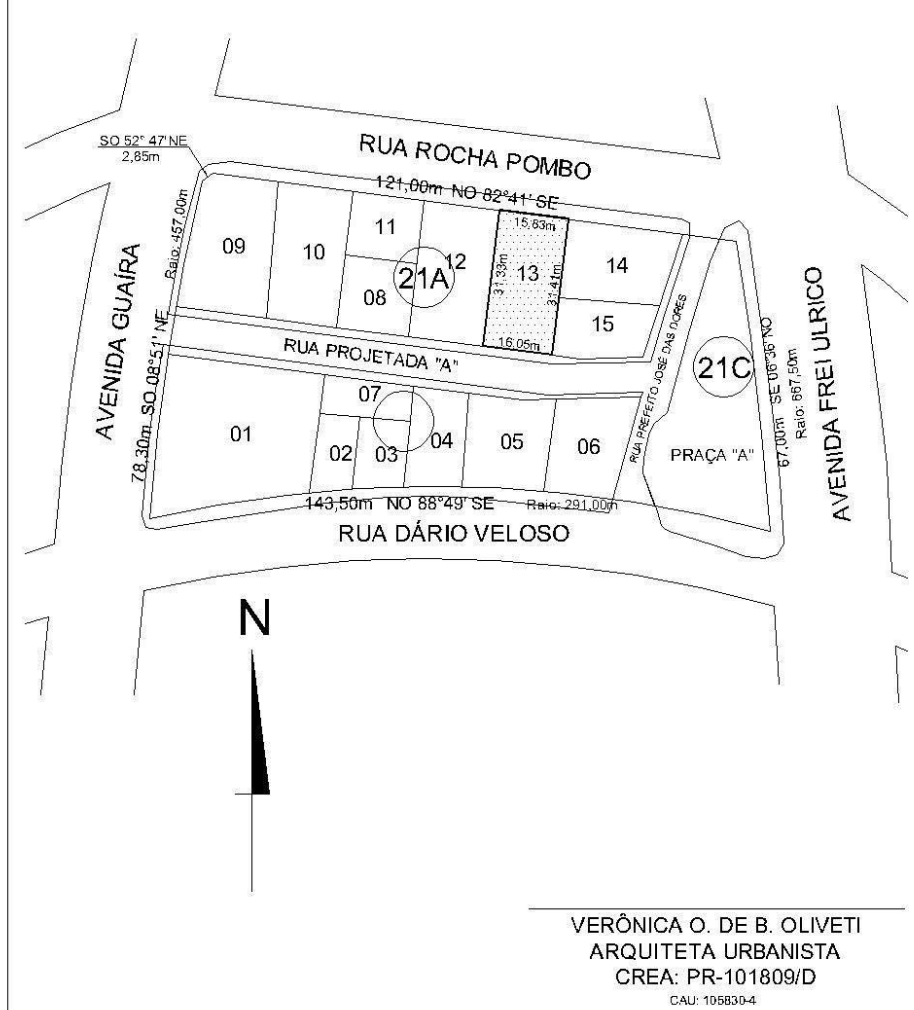 SO 52° 47' NE
2,85m
RUA ROCHA POMBO
121,00m NO 82°41' SE
Raio: 457,00m
09
10
11
08
12
21A
15,83m
31,33m
13
31,41m
16,05m
14
15
RUA PROJETADA "A"
AVENIDA GUAÍRA
78,30m SO 08°51' NE
RUA PREFEITO JOSÉ DAS DORES
21C
PRAÇA "A"
67,00m SE 06°36' NO
Raio: 667,50m
AVENIDA FREI ULRICO
01
07
02
03
04
05
06
143,50m NO 88°49' SE
Raio: 291,00m
RUA DÁRIO VELOSO
N
VERÔNICA O. DE B. OLIVETI
ARQUITETA URBANISTA
CREA: PR-101809/D
CAU: 105830-4